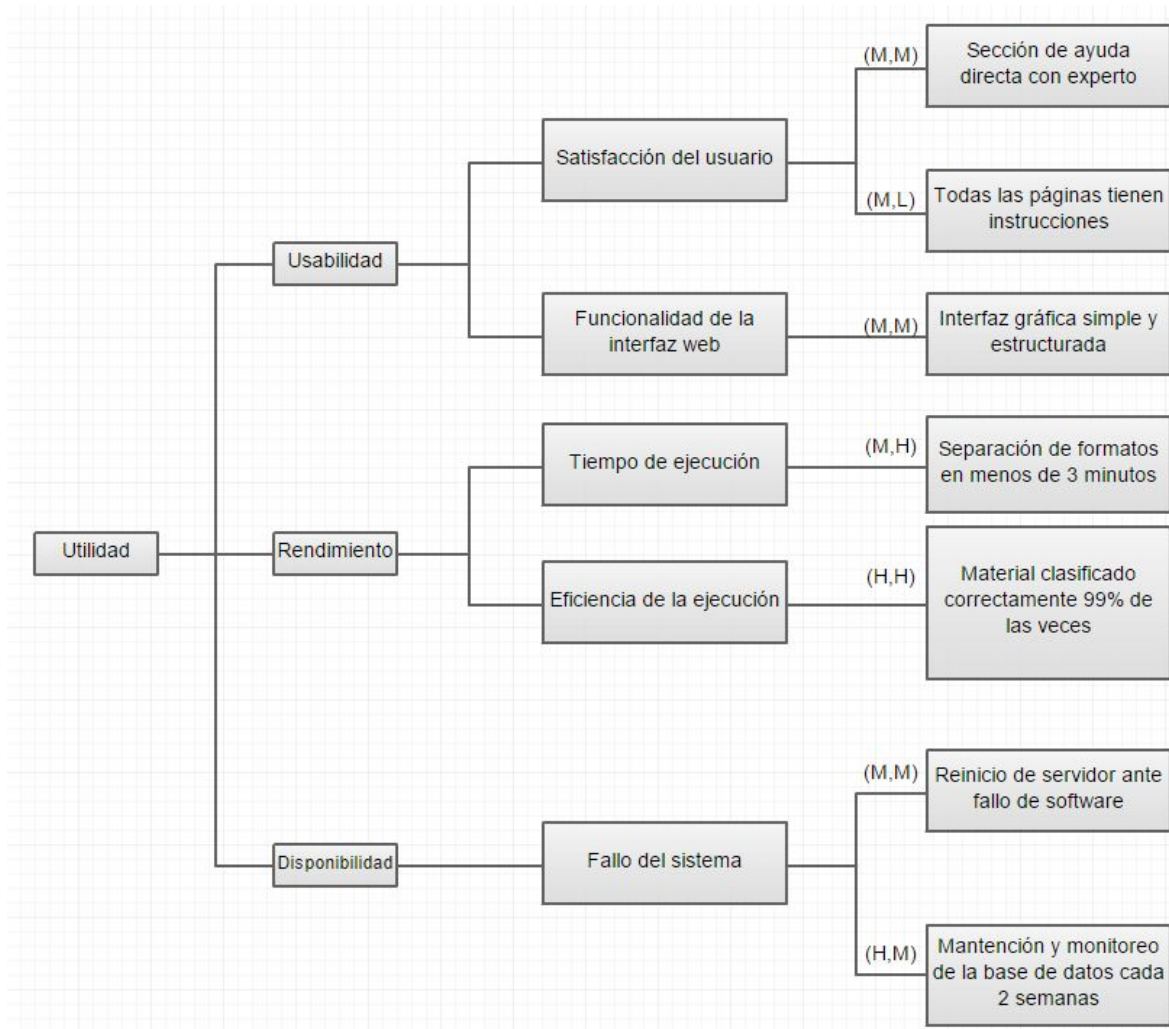 (M,M)
Sección de ayuda
directa con experto
Satisfacción del usuario
(M,L)
Todas las páginas tienen
instrucciones
Usabilidad
Funcionalidad de la
interfaz web
(M,M)
Interfaz gráfica simple y
estructurada
Tiempo de ejecución
(M,H)
Separación de formatos
en menos de 3 minutos
Utilidad
Rendimiento
Eficiencia de la ejecución
(H,H)
Material clasificado
correctamente 99% de
las veces
(M,M)
Reinicio de servidor ante
fallo de software
Disponibilidad
Fallo del sistema
(H,M)
Mantención y monitoreo
de la base de datos cada
2 semanas